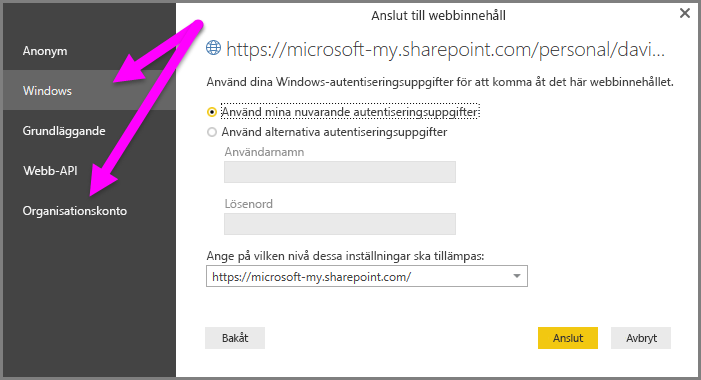 Anslut till webbinnehåll
Anonym
Windows
Grundläggande
Webb-API
Organisationskonto
https://microsoft-my.sharepoint.com/personal/davi...
Använd dina Windows-autentiseringsuppgifter för att komma åt det här webbinnehållet.
Använd mina nuvarande autentiseringsuppgifter
Använd alternativa autentiseringsuppgifter
Användarnamn
Lösenord
Ange på vilken nivå dessa inställningar ska tillämpas:
https://microsoft-my.sharepoint.com/
Bakåt
Anslut
Avbryt